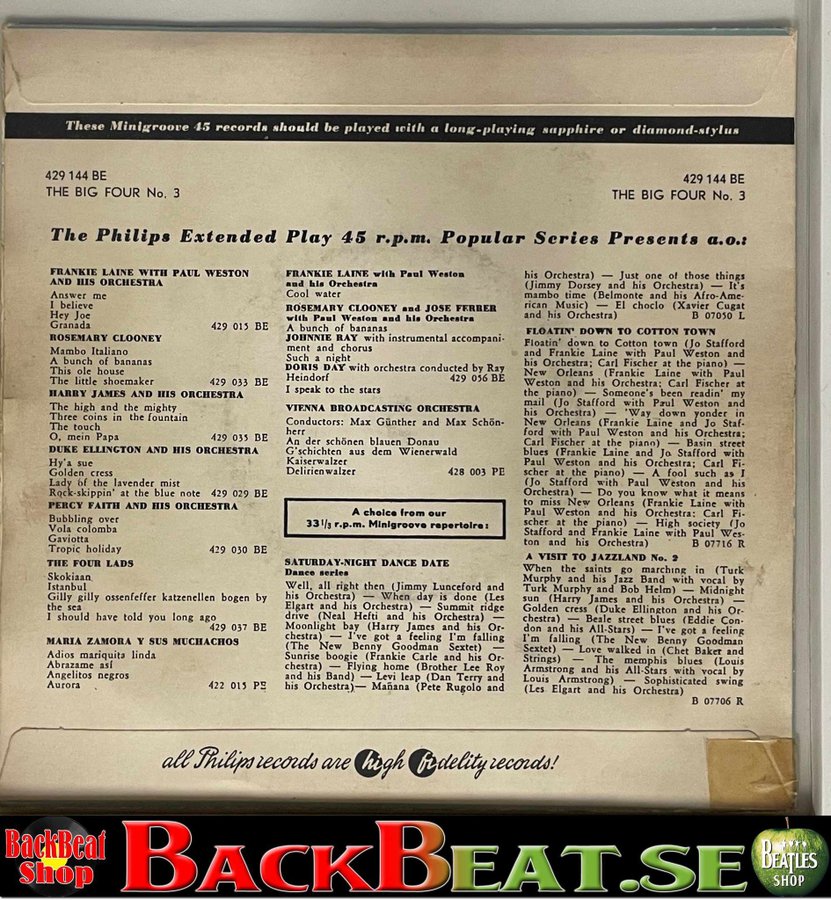 These Minigroove 45 records should be played with a long-playing sapphire or diamond-stylus
429 144 BE
THE BIG FOUR No. 3
429 144 BE
THE BIG FOUR No. 3
The Philips Extended Play 45 r.p.m. Popular Series Presents a.o.:
FRANKIE LAINE WITH PAUL WESTON
AND HIS ORCHESTRA
Answer me
I believe
Hey Joe
Granada 429 015 BE
ROSEMARY CLOONEY
Mambo Italiano
A bunch of bananas
This ole house
The little shoemaker 429 033 BE
HARRY JAMES AND HIS ORCHESTRA
The high and the mighty
Three coins in the fountain
The touch
O, mein Papa 429 035 BE
DUKE ELLINGTON AND HIS ORCHESTRA
Hy'a sue
Golden cress
Lady of the lavender mist
Rock-skippin' at the blue note 429 029 BE
PERCY FAITH AND HIS ORCHESTRA
Bubbling over
Vola colomba
Gaviotta
Tropic holiday 429 030 BE
THE FOUR LADS
Skokiaan
Istanbul
Gilly gilly ossenfeffer katzenellen bogen by
the sea
I should have told you long ago
429 037 BE
MARIA ZAMORA Y SUS MUCHACHOS
Adios mariquita linda
Abrazame así
Angelitos negros
Aurora 422 015 PE
FRANKIE LAINE with Paul Weston
and his Orchestra
Cool water
ROSEMARY CLOONEY and JOSE FERRER
with Paul Weston and his Orchestra
A bunch of bananas
JOHNNIE RAY with instrumental accompani-
ment and chorus
Such a night
DORIS DAY with orchestra conducted by Ray
Heindorf 429 056 BE
I speak to the stars
VIENNA BROADCASTING ORCHESTRA
Conductors: Max Günther and Max Schön-
herr
An der schönen blauen Donau
G'schichten aus dem Wienerwald
Kaiserwalzer
Delirienwalzer 428 003 PE
A choice from our
33 1/3 r.p.m. Minigroove repertoire:
SATURDAY-NIGHT DANCE DATE
Dance series
Well, all right then (Jimmy Lunceford and
his Orchestra) — When day is done (Les
Elgart and his Orchestra) — Summit ridge
drive (Neal Hefti and his Orchestra) —
Moonlight bay (Harry James and his Or-
chestra) — I've got a feeling I'm falling
(The New Benny Goodman Sextet) —
Sunrise boogie (Frankie Carle and his Or-
chestra) — Flying home (Brother Lee Roy
and his Band) — Levi leap (Dan Terry and
his Orchestra)— Mañana (Pete Rugolo and
his Orchestra) — Just one of those things
(Jimmy Dorsey and his Orchestra) — It's
mambo time (Belmonte and his Afro-Ame-
rican Music) — El choclo (Xavier Cugat
and his Orchestra) B 07050 L
FLOATIN' DOWN TO COTTON TOWN
Floatin' down to Cotton town (Jo Stafford
and Frankie Laine with Paul Weston and
his Orchestra; Carl Fischer at the piano) —
New Orleans (Frankie Laine with Paul
Weston and his Orchestra; Carl Fischer at
the piano) — Someone's been readin' my
mail (Jo Stafford with Paul Weston and
his Orchestra) — 'Way down yonder in
New Orleans (Frankie Laine and Jo Staf-
ford with Paul Weston and his Orchestra;
Carl Fischer at the piano) — Basin street
blues (Frankie Laine and Jo Stafford with
Paul Weston and his Orchestra; Carl Fi-
scher at the piano) — A fool such as I
(Jo Stafford with Paul Weston and his
Orchestra) — Do you know what it means
to miss New Orleans (Frankie Laine with
Paul Weston and his Orchestra; Carl Fi-
scher at the piano) — High society (Jo
Stafford and Frankie Laine with Paul Wes-
ton and his Orchestra) B 07716 R
A VISIT TO JAZZLAND No. 2
When the saints go marching in (Turk
Murphy and his Jazz Band with vocal by
Turk Murphy and Bob Helm) — Midnight
sun (Harry James and his Orchestra) —
Golden cress (Duke Ellington and his Or-
chestra) — Beale street blues (Eddie Con-
don and his All-Stars) — I've got a feeling
I'm falling (The New Benny Goodman
Sextet) — Love walked in (Chet Baker and
Strings) — The memphis blues (Louis
Armstrong and his All-Stars with vocal by
Louis Armstrong) — Sophisticated swing
(Les Elgart and his Orchestra)
B 07706 R
all Philips records are high fidelity records!
BackBeat
Shop
BACKBEAT.SE
BEATLES
SHOP